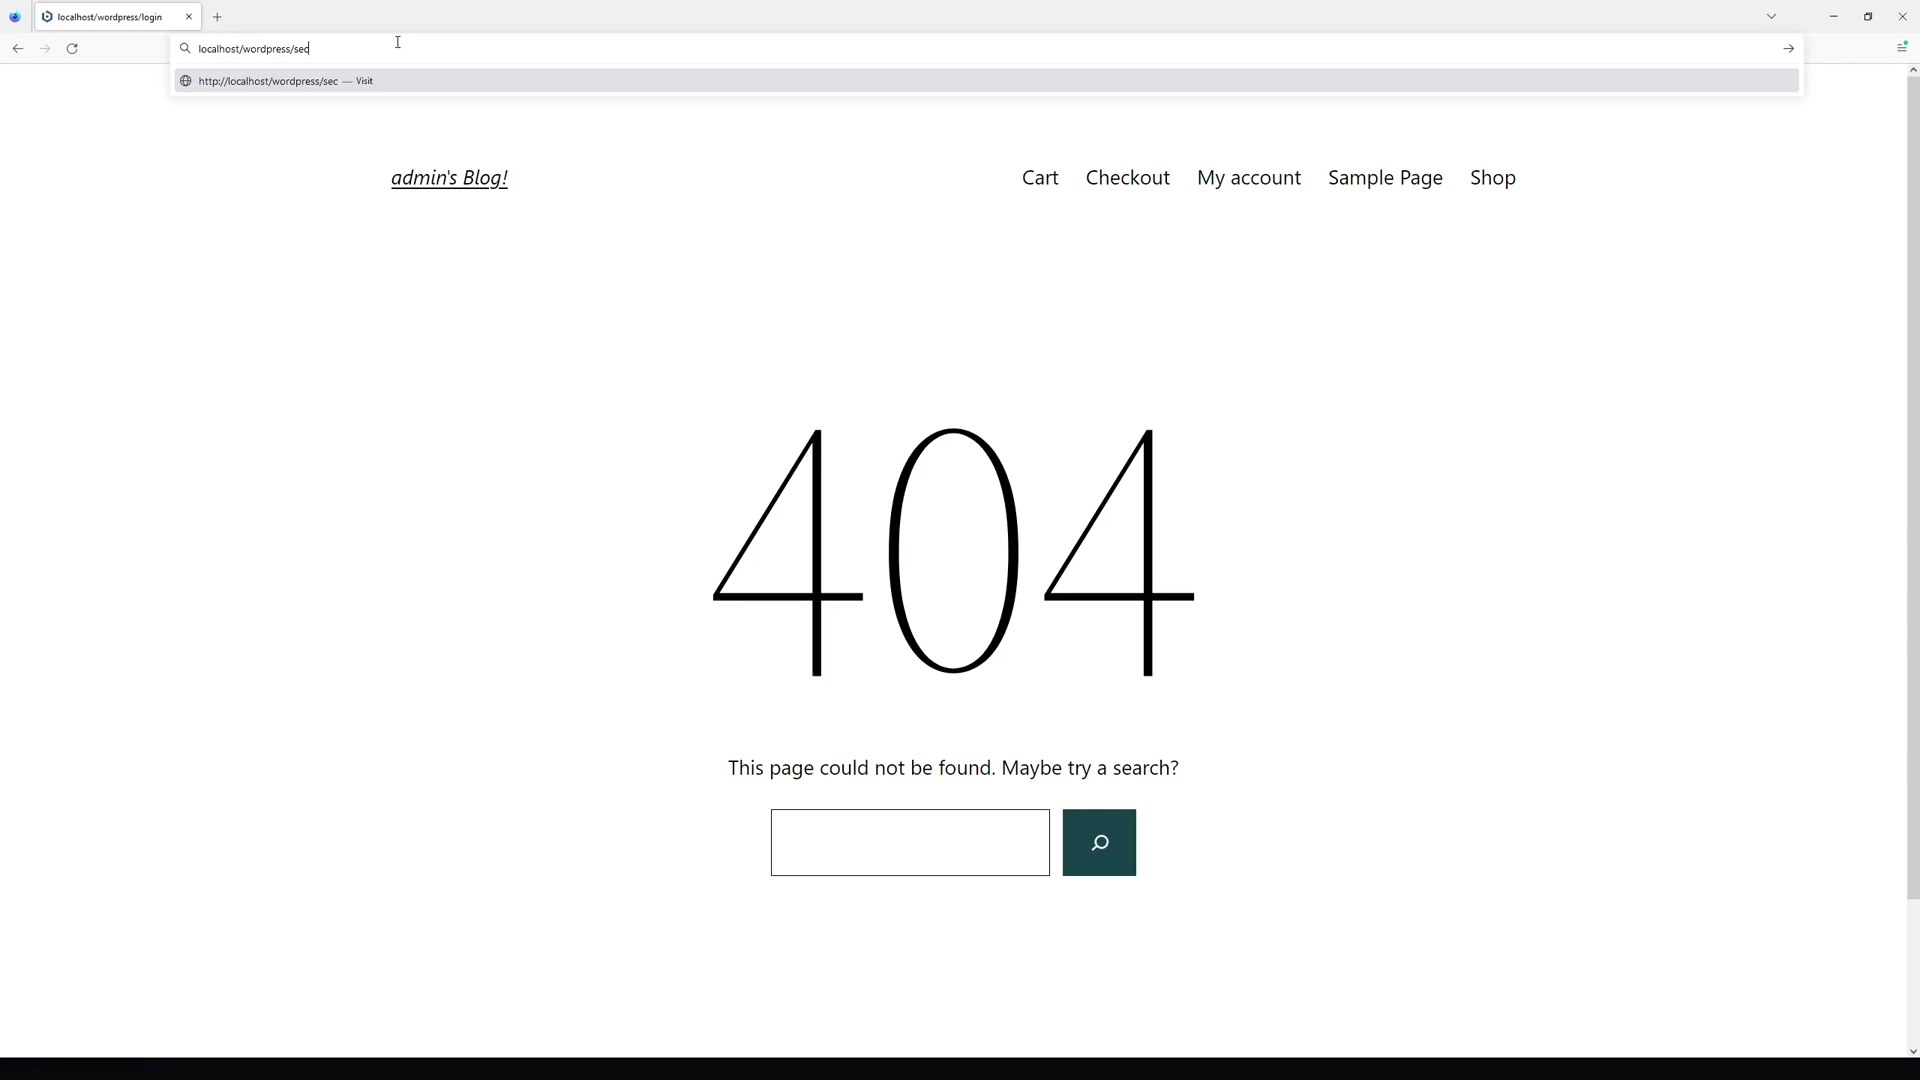 localhost/wordpress/login
localhost/wordpress/sec
http://localhost/wordpress/sec — Visit
admin's Blog!
Cart
Checkout
My account
Sample Page
Shop
404
This page could not be found. Maybe try a search?